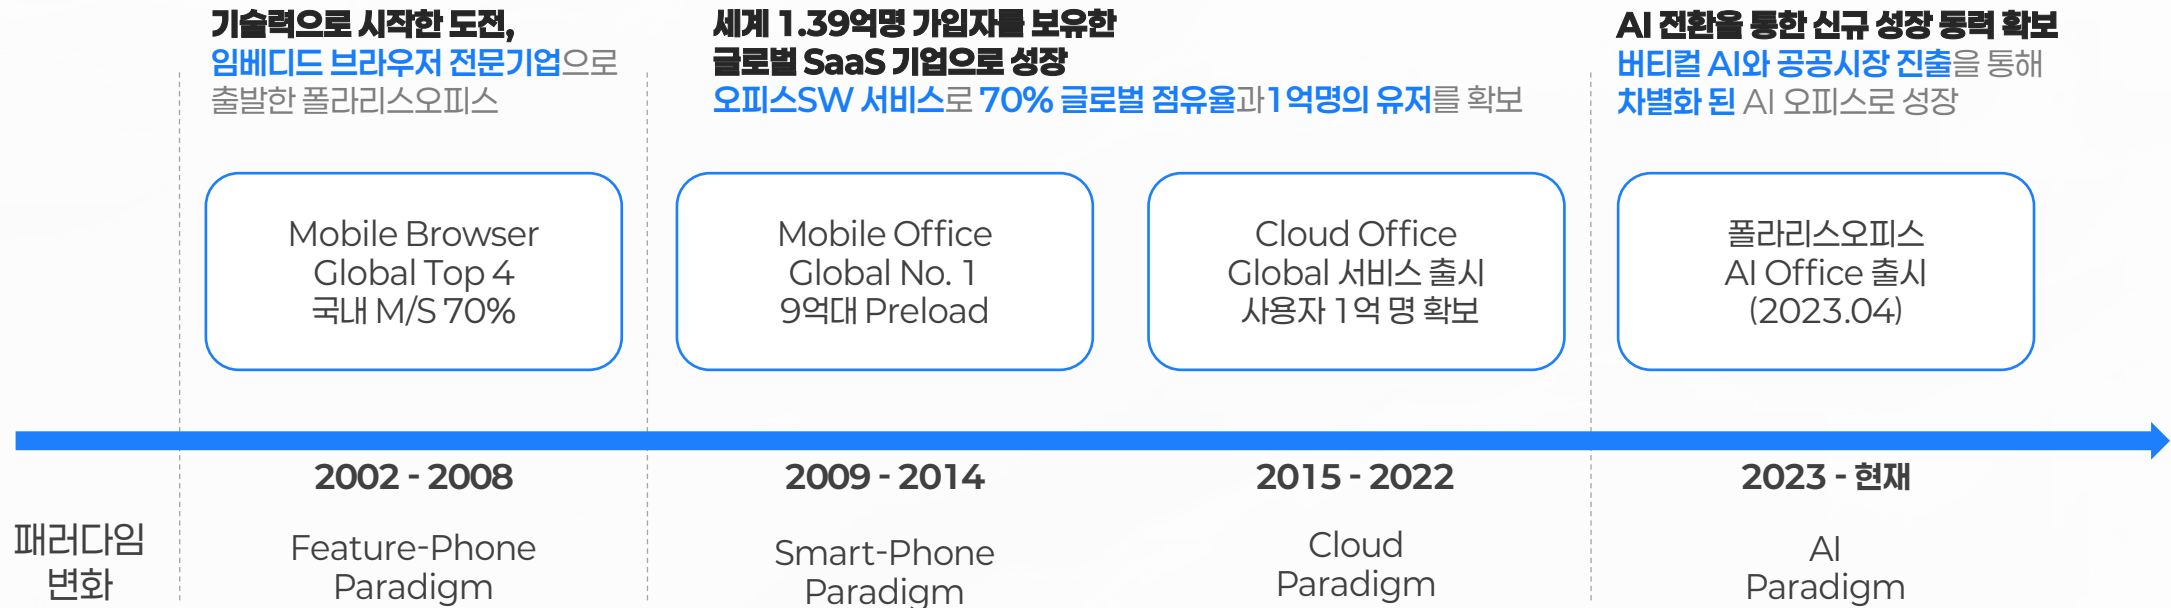 기술력으로 시작한 도전,
임베디드 브라우저 전문기업으로
출발한 폴라리스오피스
세계 1.39억명 가입자를 보유한
글로벌 SaaS 기업으로 성장
오피스SW 서비스로 70% 글로벌 점유율과 1억명의 유저를 확보
AI 전환을 통한 신규 성장 동력 확보
버티컬 AI와 공공시장 진출을 통해
차별화 된 AI 오피스로 성장
Mobile Browser
Global Top 4
국내 M/S 70%
Mobile Office
Global No. 1
9억대 Preload
Cloud Office
Global 서비스 출시
사용자 1억 명 확보
폴라리스오피스
AI Office 출시
(2023.04)
2002 - 2008
2009 - 2014
2015 - 2022
2023 - 현재
패러다임
변화
Feature-Phone
Paradigm
Smart-Phone
Paradigm
Cloud
Paradigm
AI
Paradigm